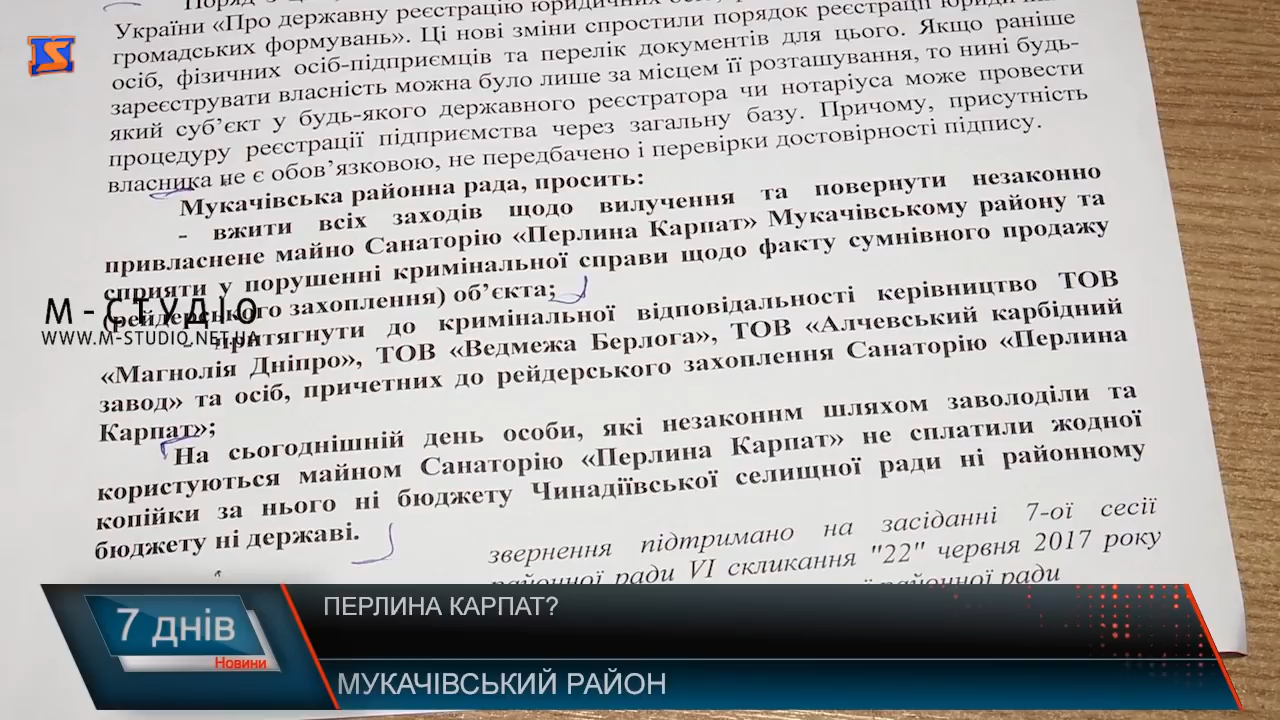 України «Про державну реєстрацію юридичних
громадських формувань». Ці нові зміни спростили порядок реєстрації
осіб, фізичних осіб-підприємців та перелік документів для цього. Якщо раніше
зареєструвати власність можна було лише за місцем її розташування, то нині будь-
який суб’єкт у будь-якого державного реєстратора чи нотаріуса може провести
процедуру реєстрації підприємства через загальну базу. Причому, присутність
власника не є обов’язковою, не передбачено і перевірки достовірності підпису.
Мукачівська районна рада, просить:
- вжити всіх заходів щодо вилучення та повернути незаконно
привласнене майно Санаторію «Перлина Карпат» Мукачівському району та
сприяти у порушенні кримінальної справи щодо факту сумнівного продажу
(рейдерського захоплення) об’єкта;
- притягнути до кримінальної відповідальності керівництво ТОВ
«Магнолія Дніпро», ТОВ «Ведмежа Берлога», ТОВ «Алчевський карбідний
завод» та осіб, причетних до рейдерського захоплення Санаторію «Перлина
Карпат»;
На сьогоднішній день особи, які незаконнм шляхом заволоділи та
користуються майном Санаторію «Перлина Карпат» не сплатили жодної
копійки за нього ні бюджету Чинадіївської селищної ради ні районному
бюджету ні державі.
звернення підтримано на засіданні 7-ої сесії
районної ради VI скликання "22" червня 2017 року
районної ради
М-СТУДІО
WWW.M-STUDIO.NET.UA
7 днів
Новини
ПЕРЛИНА КАРПАТ?
МУКАЧІВСЬКИЙ РАЙОН